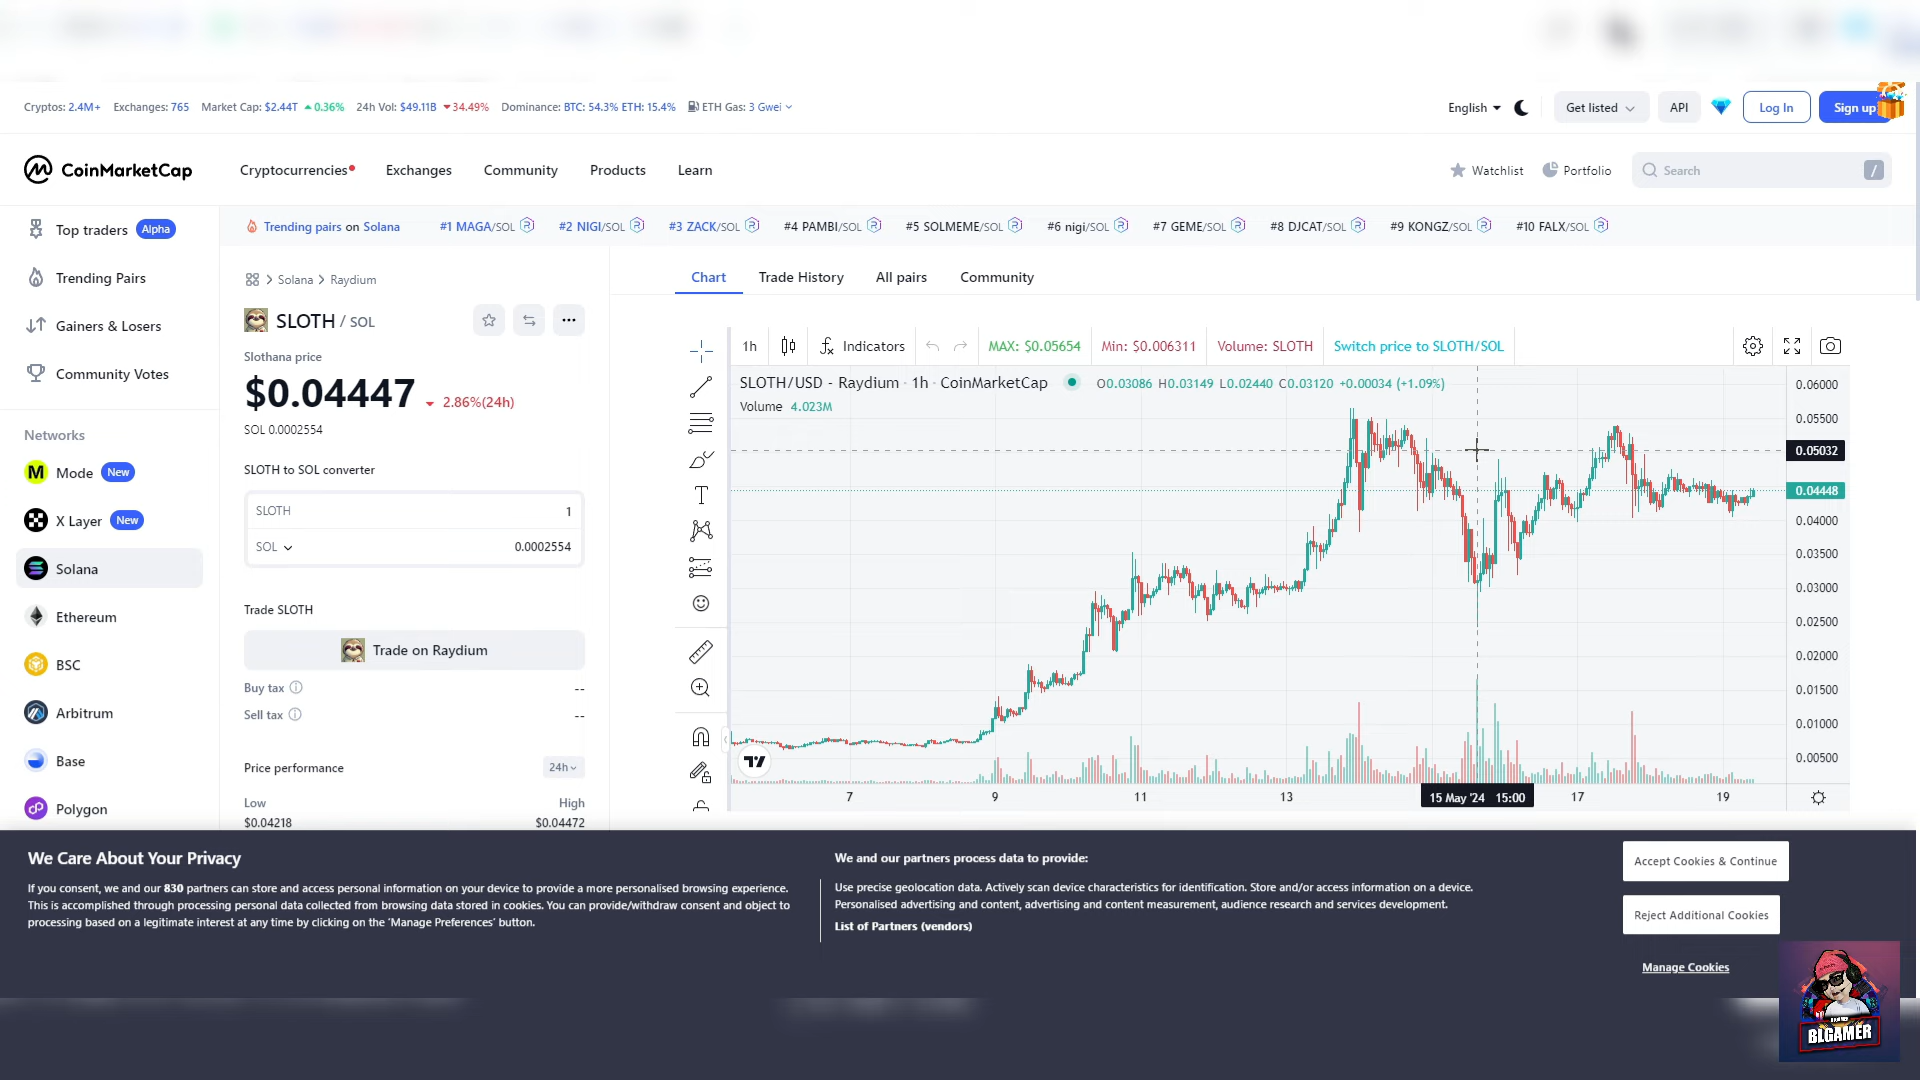 Cryptos: 2.4M+ Exchanges: 765 Market Cap: $2.44T 0.36% 24h Vol: $49.11B 34.49% Dominance: BTC: 54.3% ETH: 15.4% ETH Gas: 3 Gwei
English Get listed API Log In Sign up
CoinMarketCap Cryptocurrencies Exchanges Community Products Learn Watchlist Portfolio Search /
Top traders Alpha
Trending Pairs
Gainers & Losers
Community Votes
Networks
Mode New
X Layer New
Solana
Ethereum
BSC
Arbitrum
Base
Polygon
Trending pairs on Solana #1 MAGA/SOL #2 NIGI/SOL #3 ZACK/SOL #4 PAMBI/SOL #5 SOLMEME/SOL #6 nigi/SOL #7 GEME/SOL #8 DJCAT/SOL #9 KONGZ/SOL #10 FALX/SOL
Solana Raydium
SLOTH / SOL
Slothana price
$0.04447 2.86%(24h)
SOL 0.0002554
SLOTH to SOL converter
SLOTH 1
SOL 0.0002554
Trade SLOTH
Trade on Raydium
Buy tax --
Sell tax --
Price performance 24h
Low High
$0.04218 $0.04472
Chart Trade History All pairs Community
1h Indicators MAX: $0.05654 Min: $0.006311 Volume: SLOTH Switch price to SLOTH/SOL
SLOTH/USD - Raydium · 1h · CoinMarketCap O0.03086 H0.03149 L0.02440 C0.03120 +0.00034 (+1.09%)
Volume 4.023M
0.06000
0.05500
0.05032
0.04448
0.04000
0.03500
0.03000
0.02500
0.02000
0.01500
0.01000
0.00500
7 9 11 13 15 May '24 15:00 17 19
We Care About Your Privacy
If you consent, we and our 830 partners can store and access personal information on your device to provide a more personalised browsing experience.
This is accomplished through processing personal data collected from browsing data stored in cookies. You can provide/withdraw consent and object to
processing based on a legitimate interest at any time by clicking on the 'Manage Preferences' button.
We and our partners process data to provide:
Use precise geolocation data. Actively scan device characteristics for identification. Store and/or access information on a device.
Personalised advertising and content, advertising and content measurement, audience research and services development.
List of Partners (vendors)
Accept Cookies & Continue
Reject Additional Cookies
Manage Cookies
BLGAMER